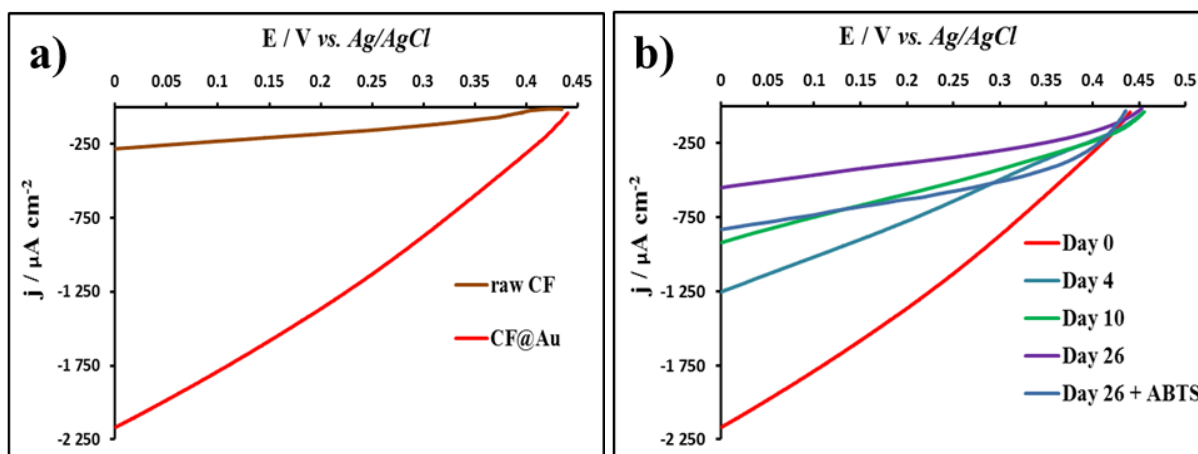 a)
E / V vs. Ag/AgCl
0 0.05 0.1 0.15 0.2 0.25 0.3 0.35 0.4 0.45
-250
-750
-1 250
-1 750
-2 250
j / μA cm-2
raw CF
CF@Au
b)
E / V vs. Ag/AgCl
0 0.05 0.1 0.15 0.2 0.25 0.3 0.35 0.4 0.45 0.5
-250
-750
-1 250
-1 750
-2 250
j / μA cm-2
Day 0
Day 4
Day 10
Day 26
Day 26 + ABTS